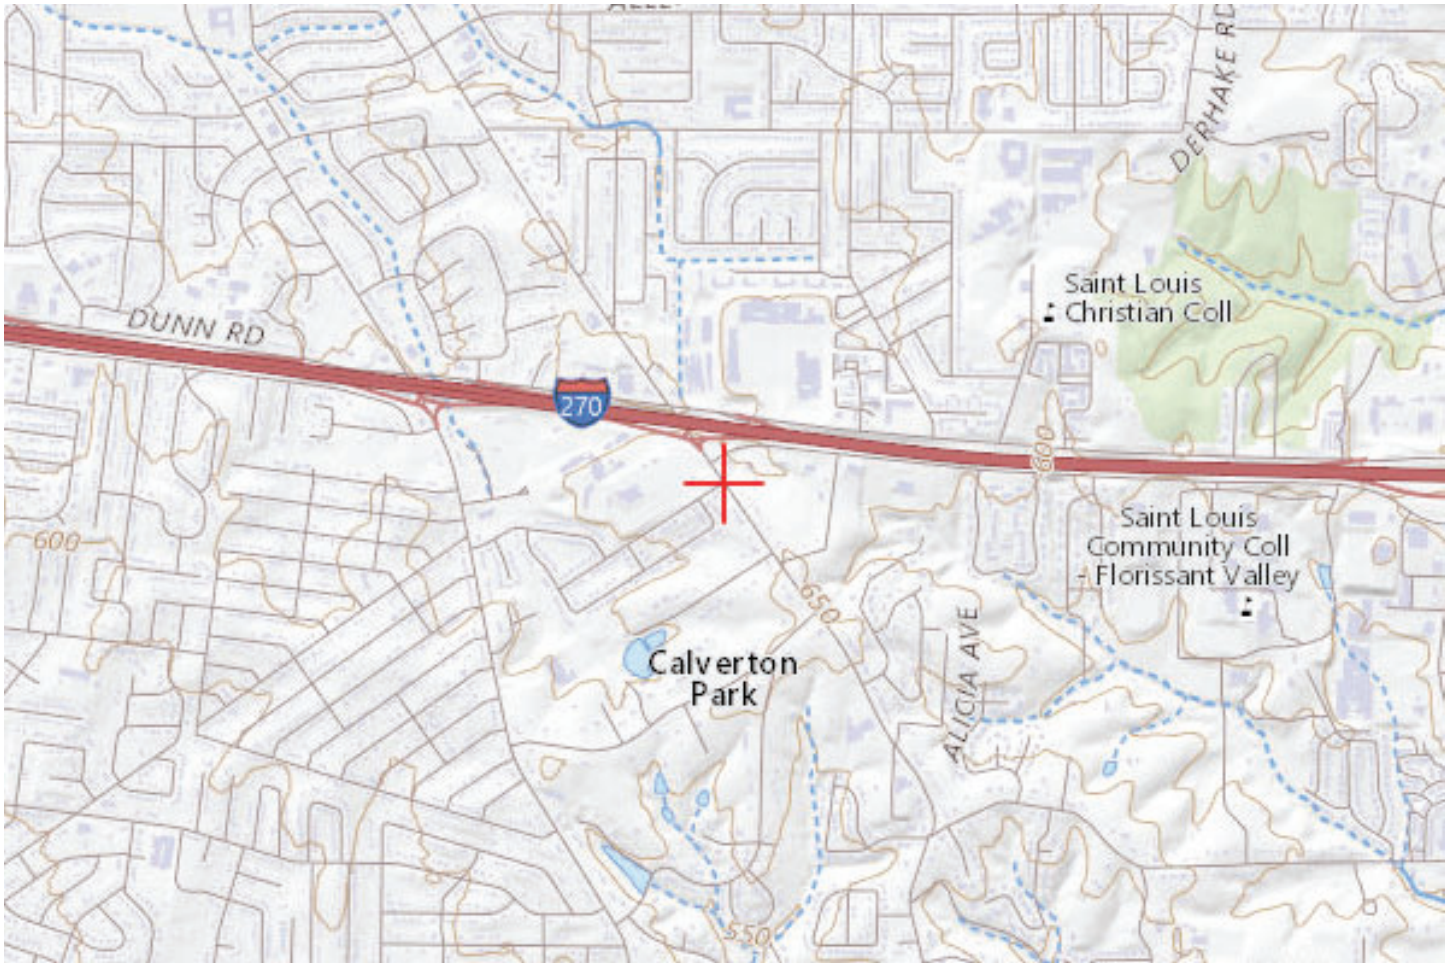 DERHAKE RD
Saint Louis
Christian Coll
DUNN RD
270
600
Saint Louis
Community Coll
- Florissant Valley
600
650
ALICIA AVE
Calverton
Park
550